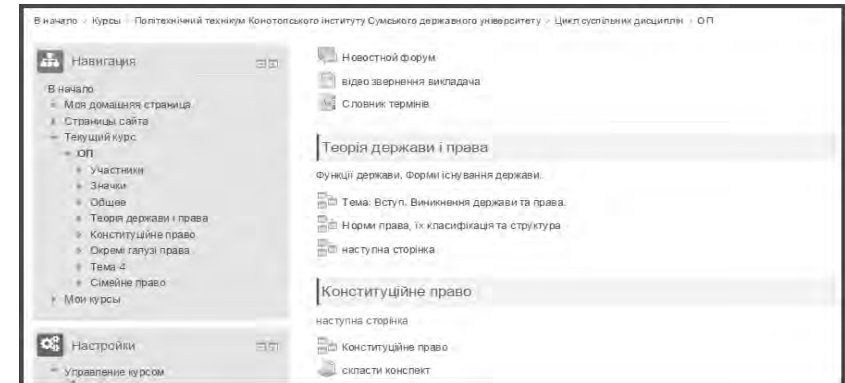 В начало > Курсы > Політехнічний технікум Конотопського інституту Сумського державного університету > Цикл суспільних дисциплін > ОП
Навигация
В начало
Моя домашняя страница
Страницы сайта
Текущий курс
ОП
Участники
Значки
Общее
Теорія держави і права
Конституційне право
Окремі галузі права
Тема 4
Сімейне право
Мои курсы
Настройки
Управление курсом
Новостной форум
відео звернення викладача
Словник термінів
Теорія держави і права
Функції держави. Форми існування держави.
Тема: Вступ. Виникнення держави та права.
Норми права, їх класифікація та структура
наступна сторінка
Конституційне право
наступна сторінка
Конституційне право
скласти конспект